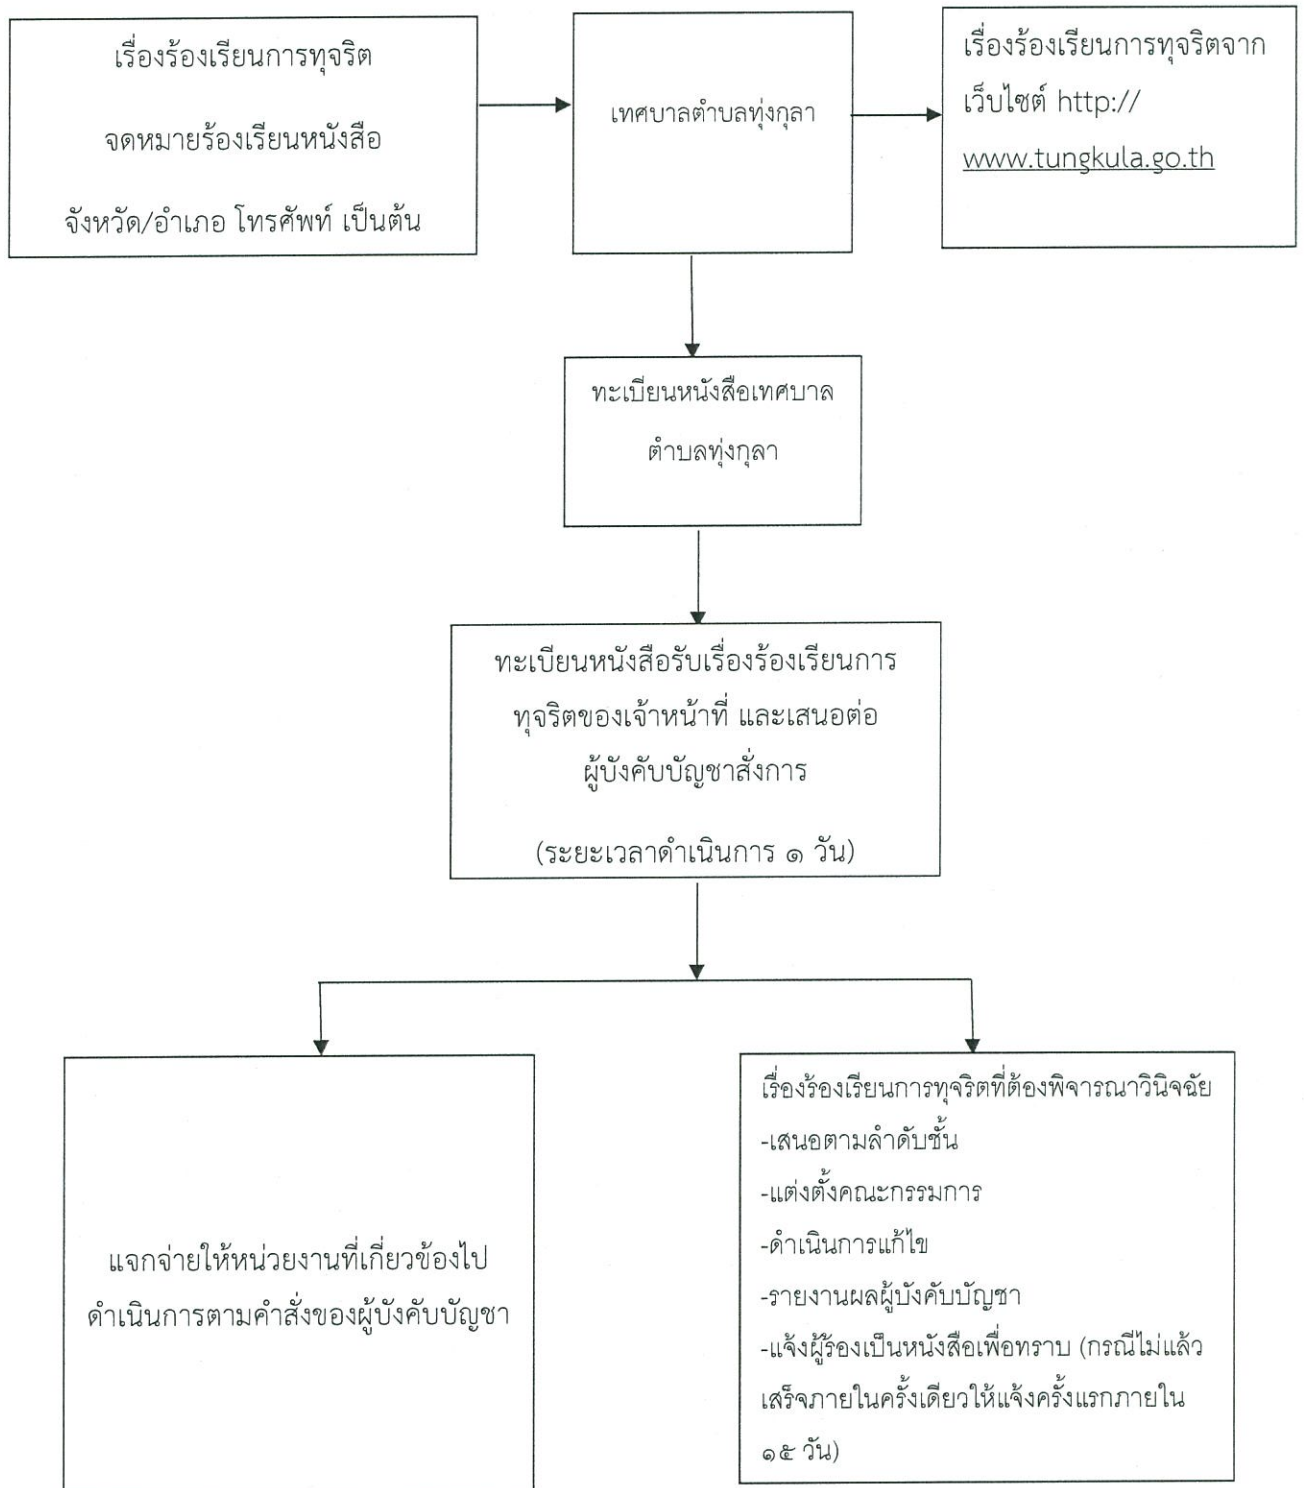 เรื่องร้องเรียนการทุจริต
จดหมายร้องเรียนหนังสือ
จังหวัด/อำเภอ โทรศัพท์ เป็นต้น
เทศบาลตำบลทุ่งกุลา
เรื่องร้องเรียนการทุจริตจาก
เว็บไซต์ http://
www.tungkula.go.th
ทะเบียนหนังสือเทศบาล
ตำบลทุ่งกุลา
ทะเบียนหนังสือรับเรื่องร้องเรียนการ
ทุจริตของเจ้าหน้าที่ และเสนอต่อ
ผู้บังคับบัญชาสั่งการ
(ระยะเวลาดำเนินการ ๑ วัน)
แจกจ่ายให้หน่วยงานที่เกี่ยวข้องไป
ดำเนินการตามคำสั่งของผู้บังคับบัญชา
เรื่องร้องเรียนการทุจริตที่ต้องพิจารณาวินิจฉัย
-เสนอตามลำดับชั้น
-แต่งตั้งคณะกรรมการ
-ดำเนินการแก้ไข
-รายงานผลผู้บังคับบัญชา
-แจ้งผู้ร้องเป็นหนังสือเพื่อทราบ (กรณีไม่แล้ว
เสร็จภายในครั้งเดียวให้แจ้งครั้งแรกภายใน
๑๕ วัน)